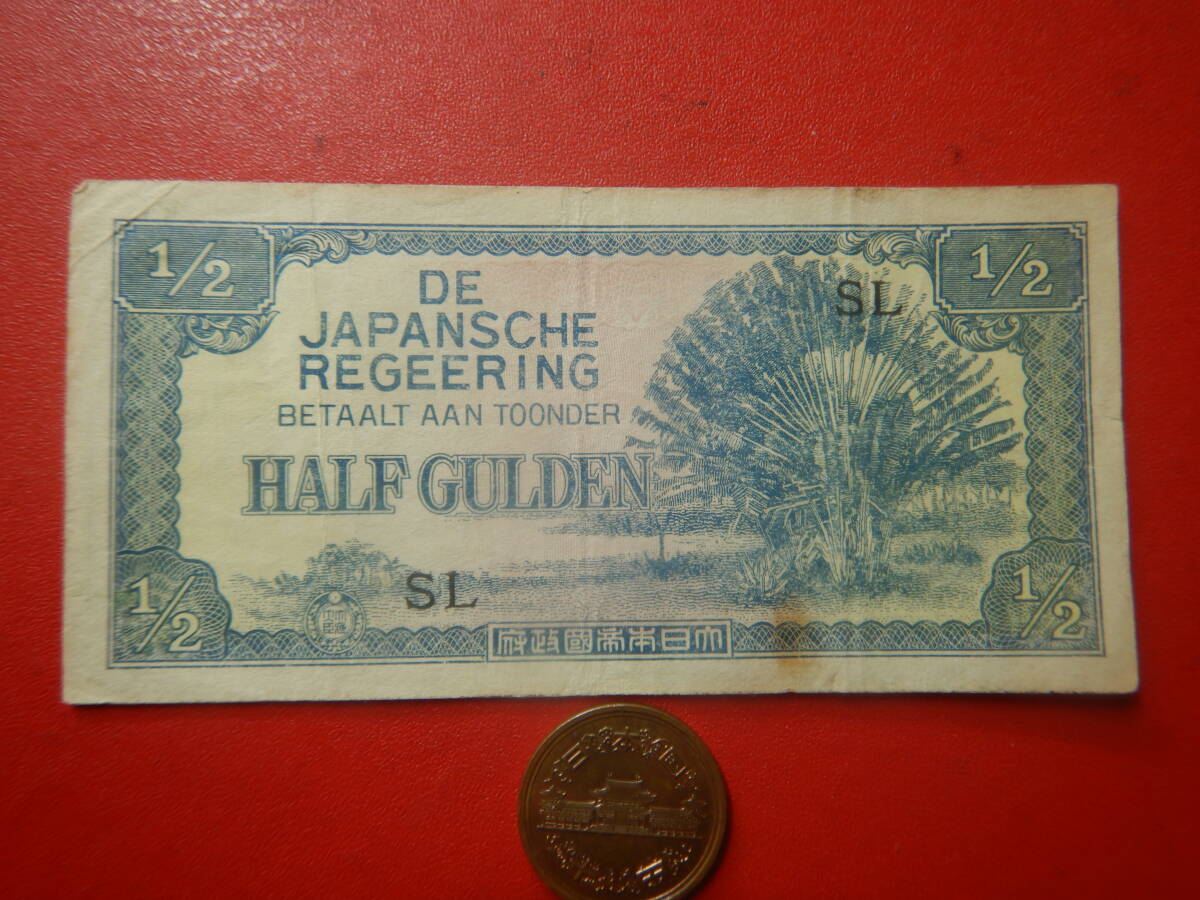 1/2
1/2
SL
DE
JAPANSCHE
REGEERING
BETAALT AAN TOONDER
HALF GULDEN
SL
1/2
1/2
府政國帝本日大